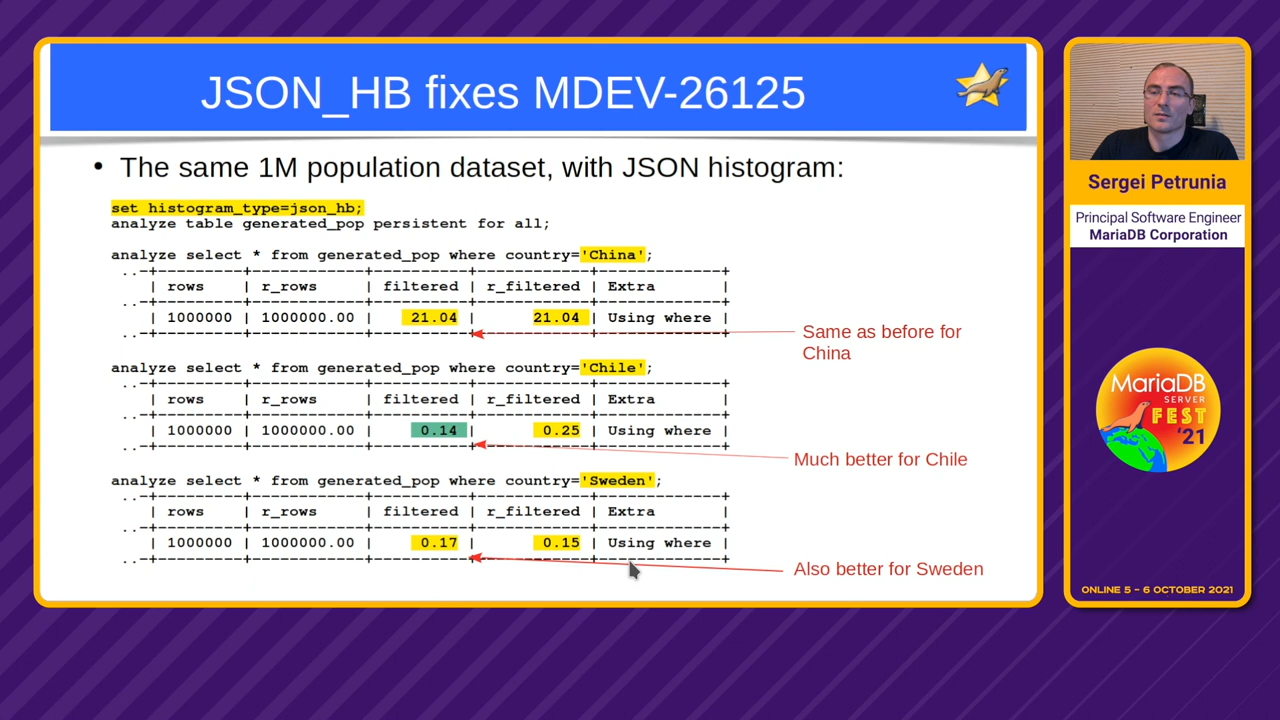 JSON_HB fixes MDEV-26125
• The same 1M population dataset, with JSON histogram:
set histogram_type=json_hb;
analyze table generated_pop persistent for all;
analyze select * from generated_pop where country='China';
..-+---------+------------+----------+------------+-------------+
| rows | r_rows | filtered | r_filtered | Extra |
..-+---------+------------+----------+------------+-------------+
| 1000000 | 1000000.00 | 21.04 | 21.04 | Using where |
..-+---------+------------+----------+------------+-------------+
Same as before for
China
analyze select * from generated_pop where country='Chile';
..-+---------+------------+----------+------------+-------------+
| rows | r_rows | filtered | r_filtered | Extra |
..-+---------+------------+----------+------------+-------------+
| 1000000 | 1000000.00 | 0.14 | 0.25 | Using where |
..-+---------+------------+----------+------------+-------------+
Much better for Chile
analyze select * from generated_pop where country='Sweden';
..-+---------+------------+----------+------------+-------------+
| rows | r_rows | filtered | r_filtered | Extra |
..-+---------+------------+----------+------------+-------------+
| 1000000 | 1000000.00 | 0.17 | 0.15 | Using where |
..-+---------+------------+----------+------------+-------------+
Also better for Sweden
Sergei Petrunia
Principal Software Engineer
MariaDB Corporation
MariaDB
SERVER
FEST
'21
ONLINE 5 - 6 OCTOBER 2021